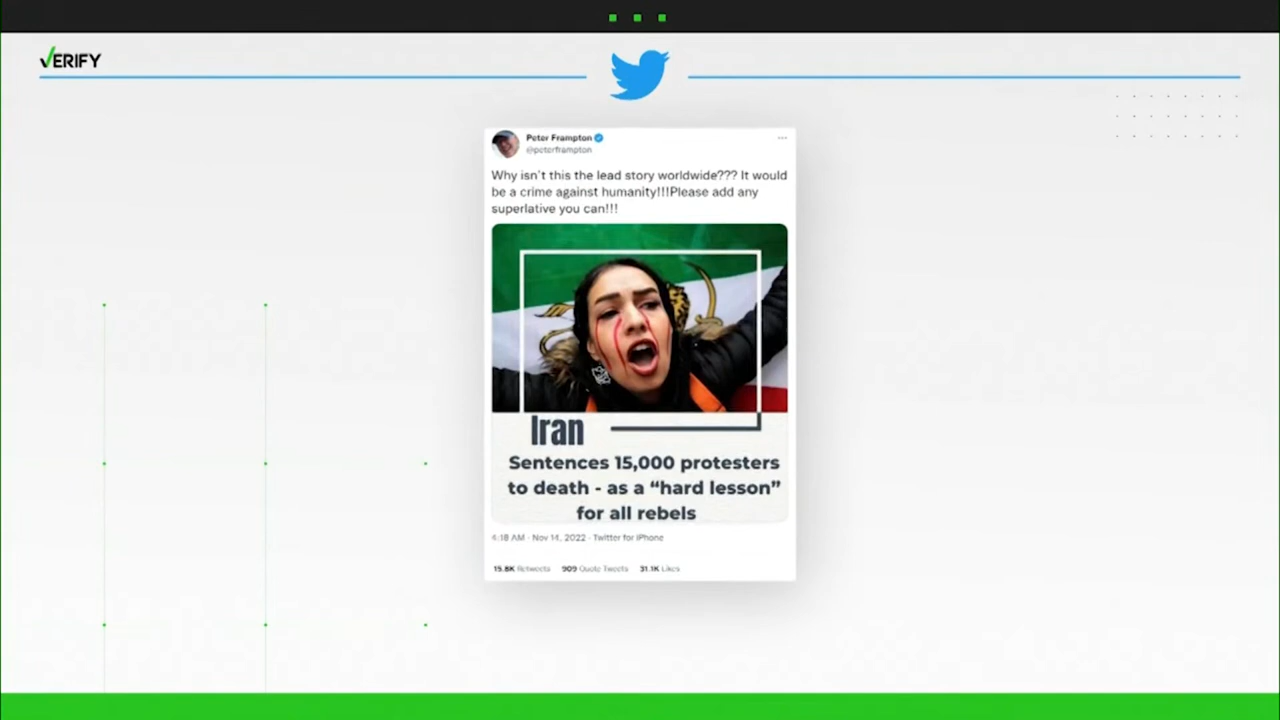 VERIFY
Peter Frampton
@peterframpton
Why isn't this the lead story worldwide??? It would
be a crime against humanity!!!Please add any
superlative you can!!!
Iran
Sentences 15,000 protesters
to death - as a “hard lesson”
for all rebels
4:18 AM · Nov 14, 2022 · Twitter for iPhone
15.8K Retweets 909 Quote Tweets 31.1K Likes